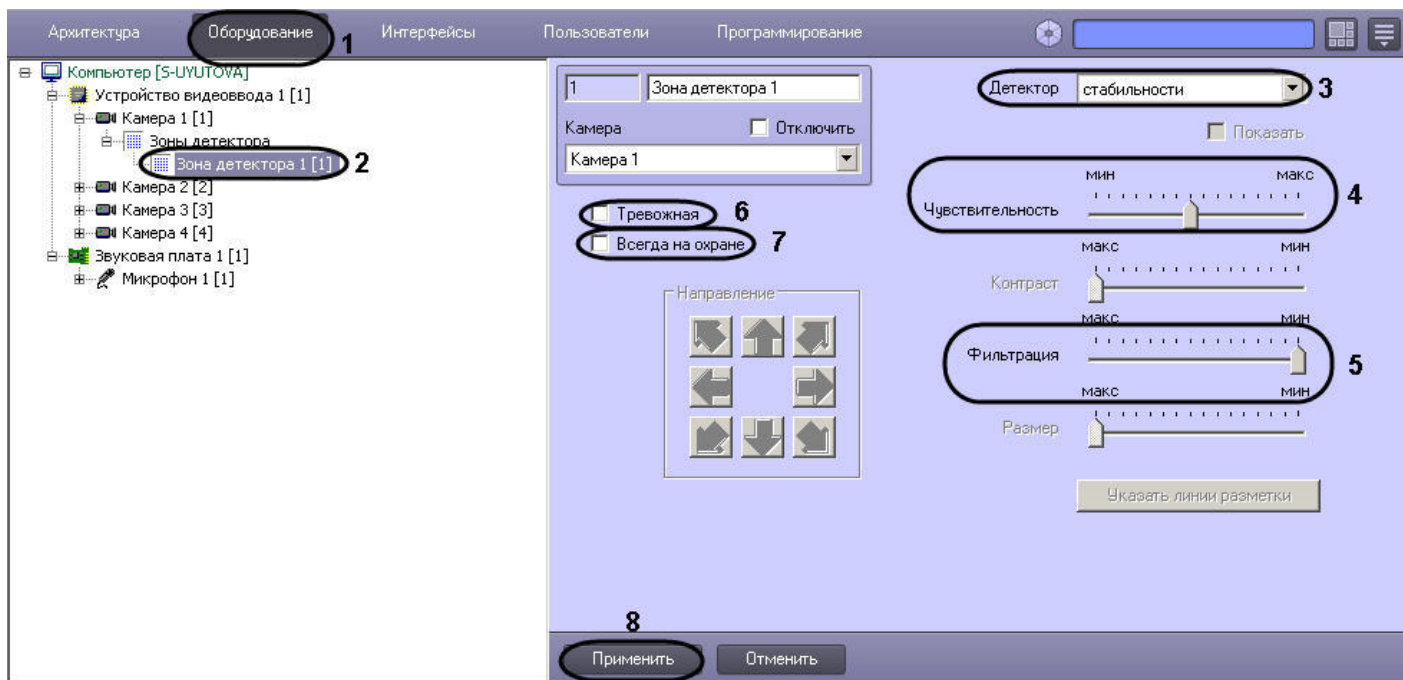 Архитектура Оборудование 1 Интерфейсы Пользователи Программирование
Компьютер [S-UYUTOVA]
Устройство видеоввода 1 [1]
Камера 1 [1]
Зоны детектора
Зона детектора 1 [1] 2
Камера 2 [2]
Камера 3 [3]
Камера 4 [4]
Звуковая плата 1 [1]
Микрофон 1 [1]
1 Зона детектора 1
Камера Отключить
Камера 1
Тревожная 6
Всегда на охране 7
Направление
Детектор стабильности 3
Показать
мин макс
Чувствительность 4
макс мин
Контраст
макс мин
Фильтрация 5
макс мин
Размер
Указать линии разметки
8
Применить Отменить